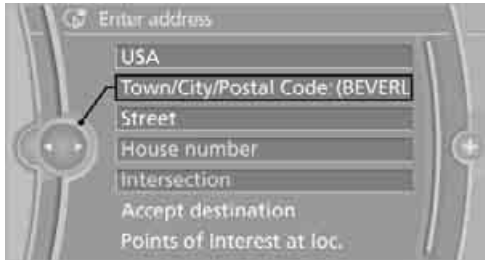 Enter address
USA
Town/City/Postal Code: (BEVERL
Street
House number
Intersection
Accept destination
Points of Interest at loc.